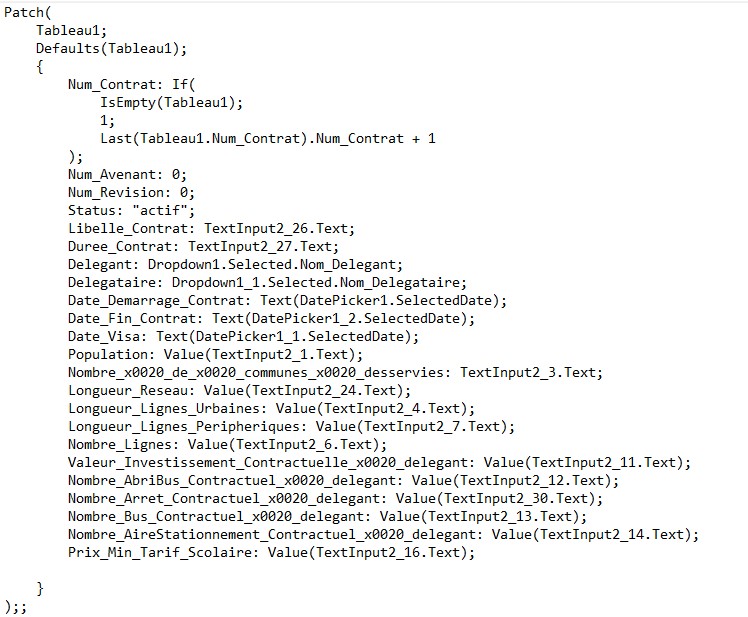 Patch(
    Tableau1;
    Defaults(Tableau1);
    {
        Num_Contrat: If(
            IsEmpty(Tableau1);
            1;
            Last(Tableau1.Num_Contrat).Num_Contrat + 1
        );
        Num_Avenant: 0;
        Num_Revision: 0;
        Status: "actif";
        Libelle_Contrat: TextInput2_26.Text;
        Duree_Contrat: TextInput2_27.Text;
        Delegant: Dropdown1.Selected.Nom_Delegant;
        Delegataire: Dropdown1_1.Selected.Nom_Delegataire;
        Date_Demarrage_Contrat: Text(DatePicker1.SelectedDate);
        Date_Fin_Contrat: Text(DatePicker1_2.SelectedDate);
        Date_Visa: Text(DatePicker1_1.SelectedDate);
        Population: Value(TextInput2_1.Text);
        Nombre_x0020_de_x0020_communes_x0020_desservies: TextInput2_3.Text;
        Longueur_Reseau: Value(TextInput2_24.Text);
        Longueur_Lignes_Urbaines: Value(TextInput2_4.Text);
        Longueur_Lignes_Peripheriques: Value(TextInput2_7.Text);
        Nombre_Lignes: Value(TextInput2_6.Text);
        Valeur_Investissement_Contractuelle_x0020_delegant: Value(TextInput2_11.Text);
        Nombre_AbriBus_Contractuel_x0020_delegant: Value(TextInput2_12.Text);
        Nombre_Arret_Contractuel_x0020_delegant: Value(TextInput2_30.Text);
        Nombre_Bus_Contractuel_x0020_delegant: Value(TextInput2_13.Text);
        Nombre_AireStationnement_Contractuel_x0020_delegant: Value(TextInput2_14.Text);
        Prix_Min_Tarif_Scolaire: Value(TextInput2_16.Text);
    }
);;